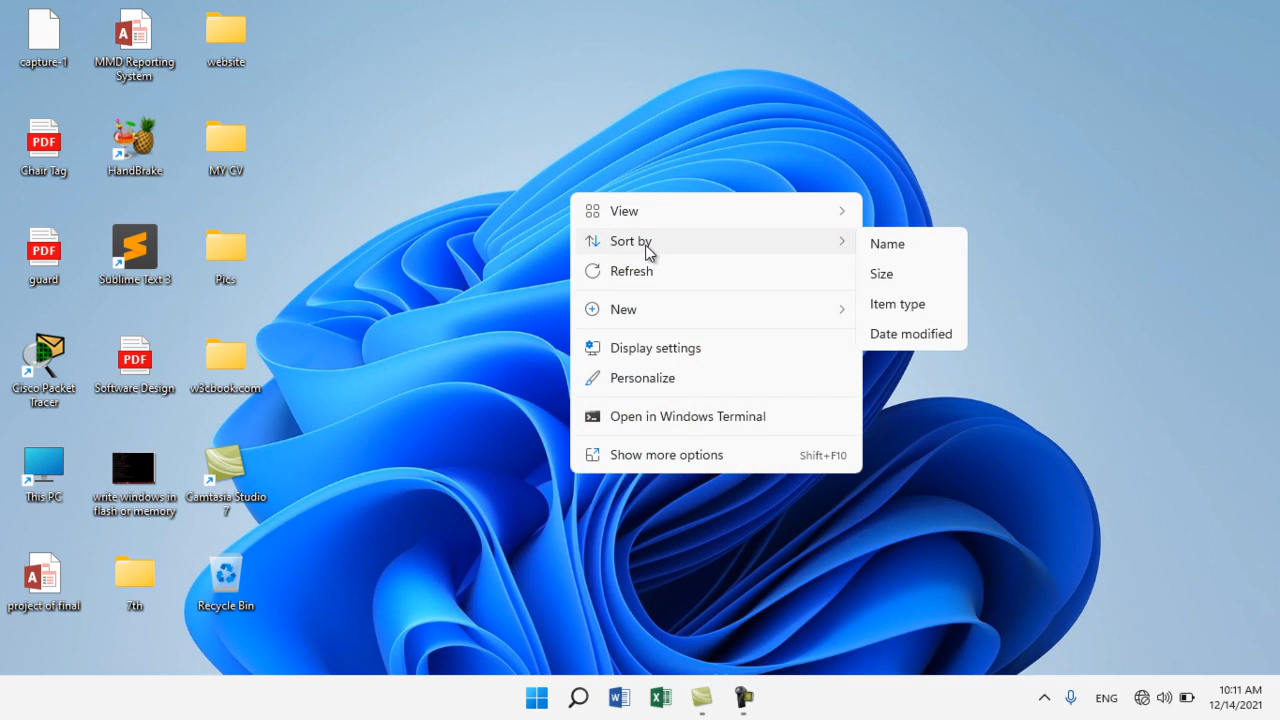 capture-1
MMD Reporting
System
website
Chair Tag
HandBrake
MY CV
guard
Sublime Text 3
Pics
Cisco Packet
Tracer
Software Design
w3cbook.com
This PC
write windows in
flash or memory
Camtasia Studio
7
project of final
7th
Recycle Bin
PDF
PDF
PDF
View
Sort by
Refresh
New
Display settings
Personalize
Open in Windows Terminal
Show more options Shift+F10
Name
Size
Item type
Date modified
ENG
10:11 AM
12/14/2021